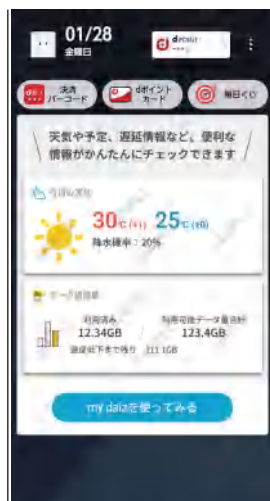 01/28
金曜日
決済
バーコード
dポイント
カード
毎日くじ
天気や予定、遅延情報など、便利な
情報がかんたんにチェックできます
今日の天気
30℃(+1) 25℃(±0)
降水確率：20%
データ通信量
利用済み
12.34GB
利用可能データ量合計
123.4GB
速度低下まで残り 111.1GB
my daizを使ってみる